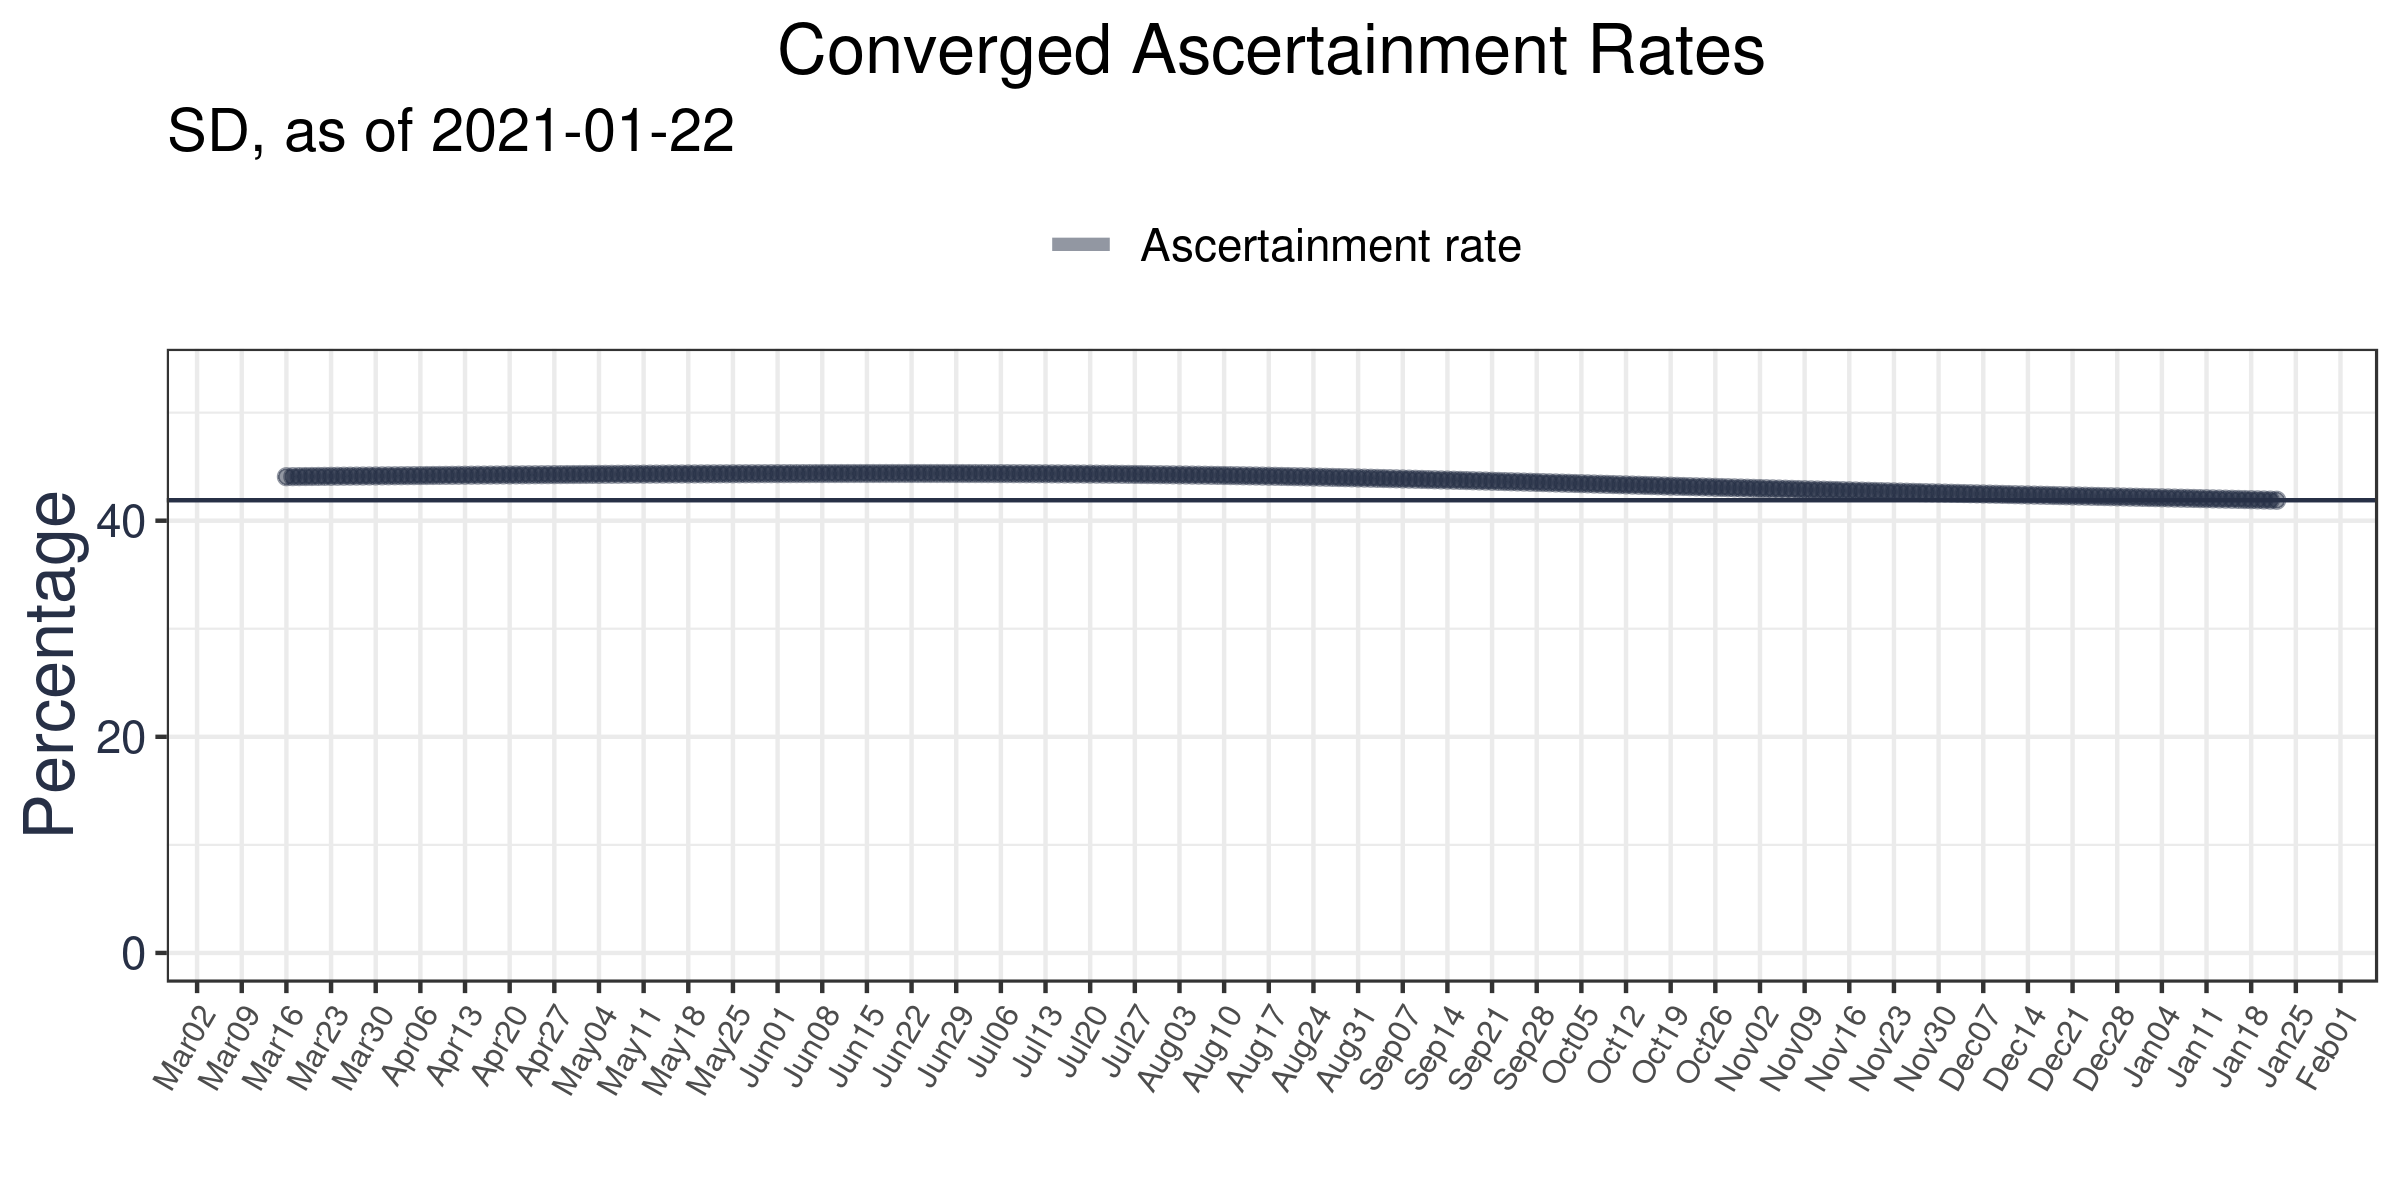 Converged Ascertainment Rates
SD, as of 2021-01-22
Ascertainment rate
Percentage
40
20
0
Mar02 Mar09 Mar16 Mar23 Mar30 Apr06 Apr13 Apr20 Apr27 May04 May11 May18 May25 Jun01 Jun08 Jun15 Jun22 Jun29 Jul06 Jul13 Jul20 Jul27 Aug03 Aug10 Aug17 Aug24 Aug31 Sep07 Sep14 Sep21 Sep28 Oct05 Oct12 Oct19 Oct26 Nov02 Nov09 Nov16 Nov23 Nov30 Dec07 Dec14 Dec21 Dec28 Jan04 Jan11 Jan18 Jan25 Feb01